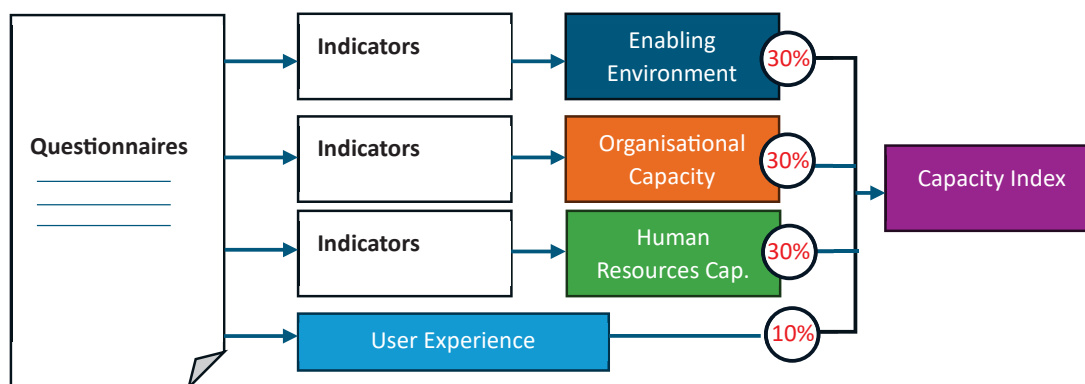 Questionnaires
Indicators
Enabling
Environment
30%
Indicators
Organisational
Capacity
30%
Indicators
Human
Resources Cap.
30%
User Experience
10%
Capacity Index